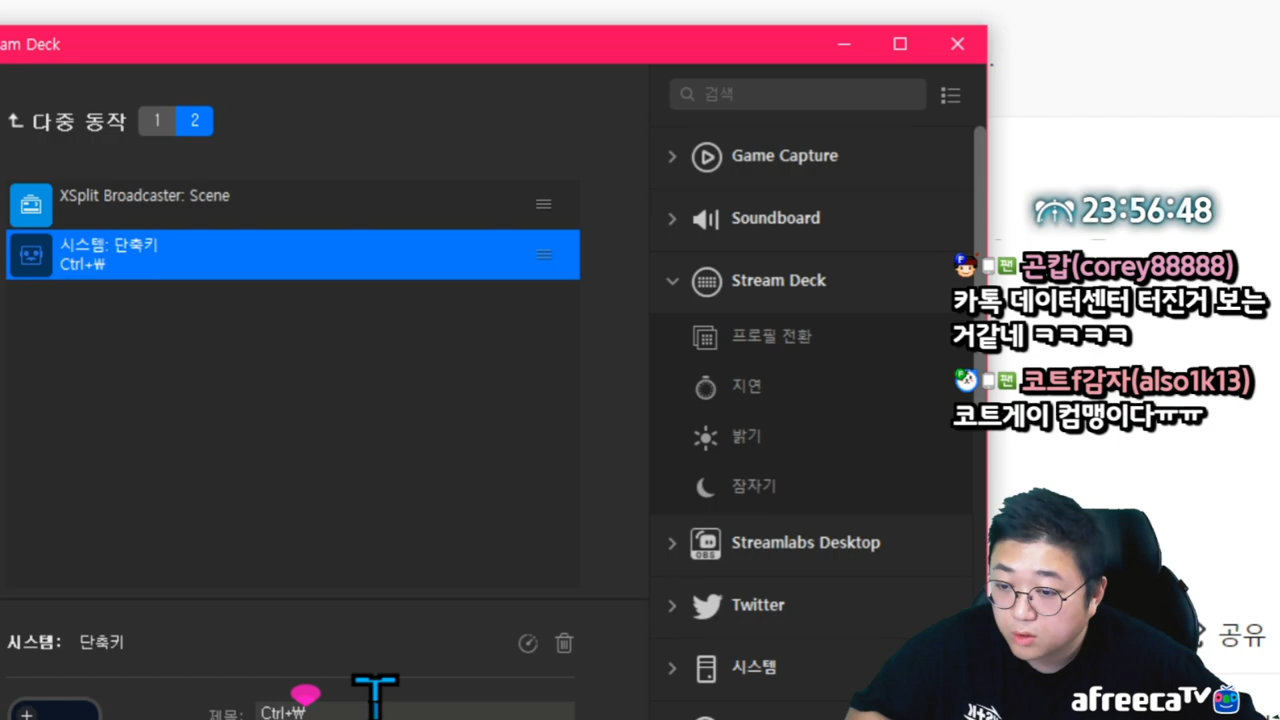 am Deck
다중 동작
1
2
XSplit Broadcaster: Scene
시스템: 단축키
Ctrl+₩
시스템:
단축키
제목:
Ctrl+₩
검색
Game Capture
Soundboard
Stream Deck
프로필 전환
지연
밝기
잠자기
Streamlabs Desktop
OBS
Twitter
시스템
23:56:48
팬 곤캅(corey88888)
카톡 데이터센터 터진거 보는
거같네 ㅋㅋㅋㅋ
팬 코트f감자(also1k13)
코트게이 컴맹이다ㅠㅠ
공유
afreecaTV